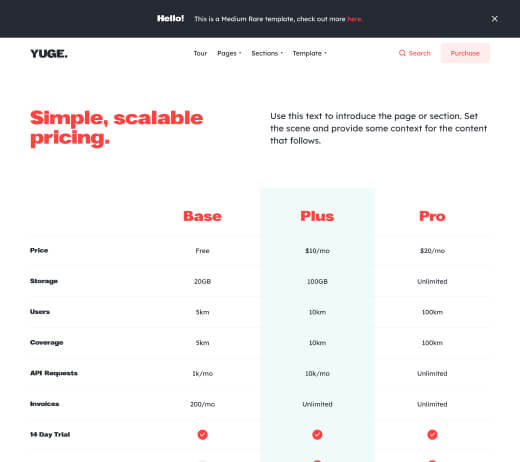 Hello! This is a Medium Rare template, check out more here.
YUGE. Tour Pages Sections Template Search Purchase
Simple, scalable
pricing.
Use this text to introduce the page or section. Set
the scene and provide some context for the content
that follows.
Base Plus Pro
Price Free $10/mo $20/mo
Storage 20GB 100GB Unlimited
Users 5km 10km 100km
Coverage 5km 10km 100km
API Requests 1k/mo 10k/mo Unlimited
Invoices 200/mo Unlimited Unlimited
14 Day Trial